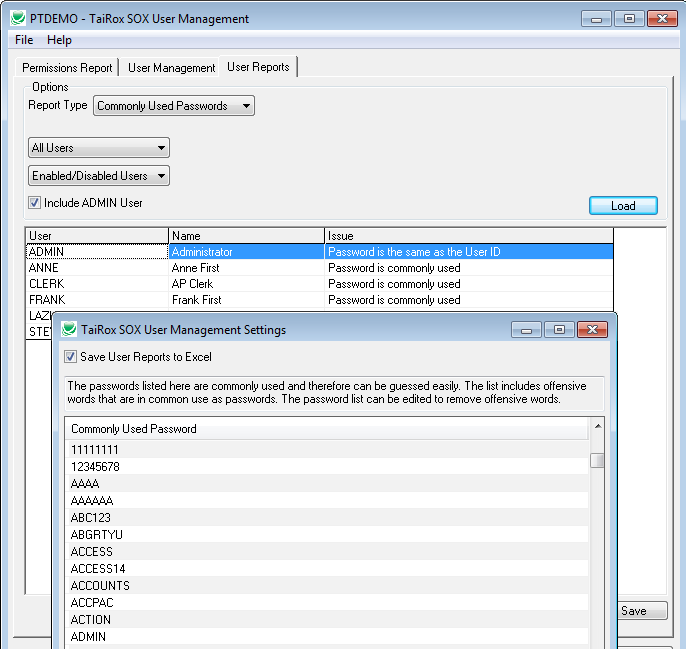 PTDEMO - TaiRox SOX User Management
File Help
Permissions Report User Management User Reports
Options
Report Type Commonly Used Passwords
All Users
Enabled/Disabled Users
Include ADMIN User
Load
User Name Issue
ADMIN Administrator Password is the same as the User ID
ANNE Anne First Password is commonly used
CLERK AP Clerk Password is commonly used
FRANK Frank First Password is commonly used
TaiRox SOX User Management Settings
Save User Reports to Excel
The passwords listed here are commonly used and therefore can be guessed easily. The list includes offensive
words that are in common use as passwords. The password list can be edited to remove offensive words.
Commonly Used Password
11111111
12345678
AAAA
AAAAAA
ABC123
ABGRTYU
ACCESS
ACCESS14
ACCOUNTS
ACCPAC
ACTION
ADMIN
Save